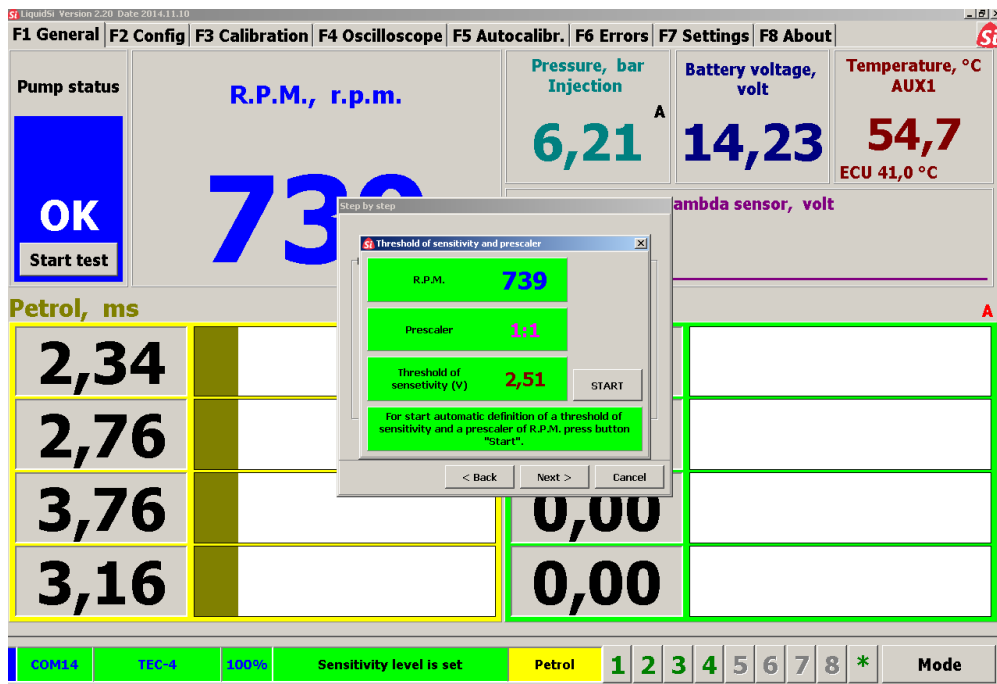 LiquidSi Version 2.20 Date 2014.11.10
F1 General F2 Config F3 Calibration F4 Oscilloscope F5 Autocalibr. F6 Errors F7 Settings F8 About
Si
Pump status
OK
Start test
R.P.M., r.p.m.
739
Pressure, bar
Injection
A
6,21
Battery voltage,
volt
14,23
Temperature, °C
AUX1
54,7
ECU 41,0 °C
ambda sensor, volt
Petrol, ms
A
2,34
2,76
3,76
0,00
3,16
0,00
Step by step
Si Threshold of sensitivity and prescaler
R.P.M. 739
Prescaler 1:1
Threshold of
sensetivity (V) 2,51
START
For start automatic definition of a threshold of
sensitivity and a prescaler of R.P.M. press button
"Start".
< Back Next > Cancel
COM14 TEC-4 100% Sensitivity level is set Petrol 1 2 3 4 5 6 7 8 * Mode